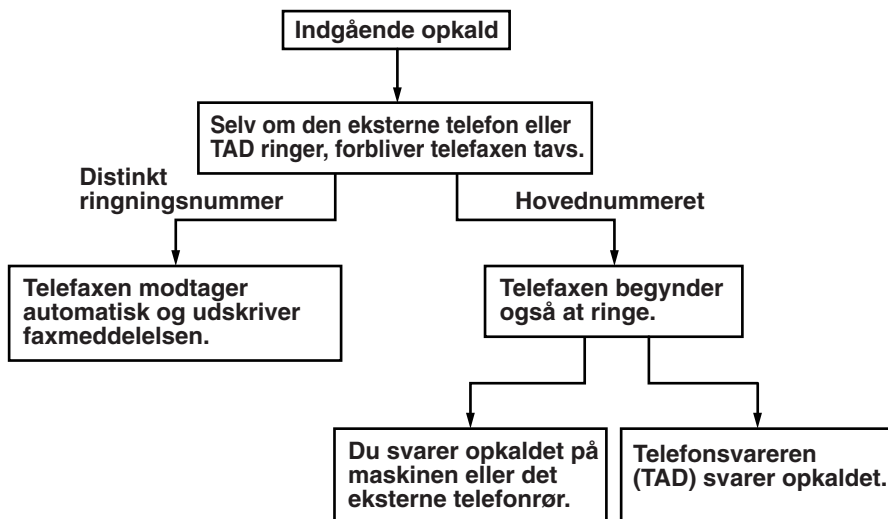 Indgående opkald
Selv om den eksterne telefon eller
TAD ringer, forbliver telefaxen tavs.
Distinkt
ringningsnummer
Hovednummeret
Telefaxen modtager
automatisk og udskriver
faxmeddelelsen.
Telefaxen begynder
også at ringe.
Du svarer opkaldet på
maskinen eller det
eksterne telefonrør.
Telefonsvareren
(TAD) svarer opkaldet.